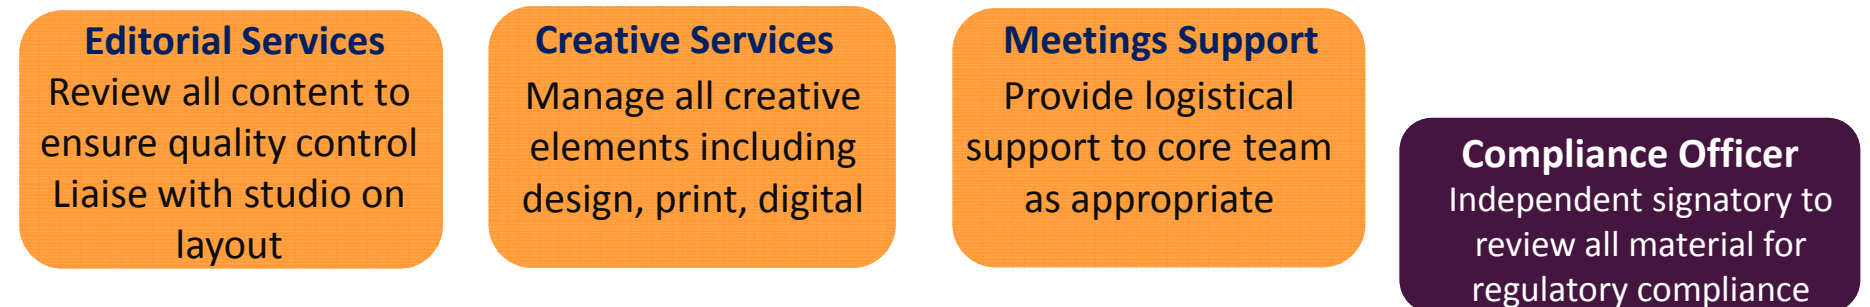 Editorial Services
Review all content to
ensure quality control
Liaise with studio on
layout
Creative Services
Manage all creative
elements including
design, print, digital
Meetings Support
Provide logistical
support to core team
as appropriate
Compliance Officer
Independent signatory to
review all material for
regulatory compliance